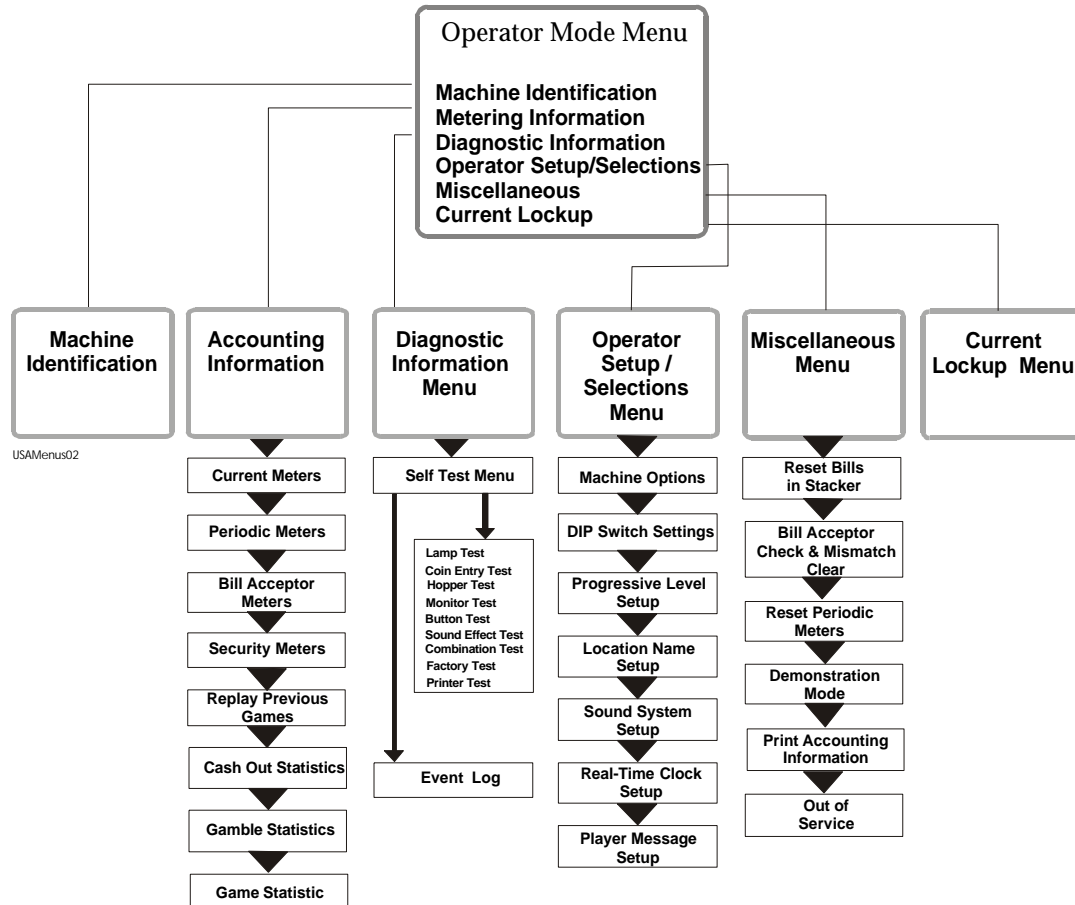 Operator Mode Menu
Machine Identification
Metering Information
Diagnostic Information
Operator Setup/Selections
Miscellaneous
Current Lockup
Machine
Identification
Accounting
Information
Diagnostic
Information
Menu
Operator
Setup /
Selections
Menu
Miscellaneous
Menu
Current
Lockup Menu
USAMenus02
Current Meters
Periodic Meters
Bill Acceptor
Meters
Security Meters
Replay Previous
Games
Cash Out Statistics
Gamble Statistics
Game Statistic
Self Test Menu
Lamp Test
Coin Entry Test
Hopper Test
Monitor Test
Button Test
Sound Effect Test
Combination Test
Factory Test
Printer Test
Event Log
Machine Options
DIP Switch Settings
Progressive Level
Setup
Location Name
Setup
Sound System
Setup
Real-Time Clock
Setup
Player Message
Setup
Reset Bills
in Stacker
Bill Acceptor
Check & Mismatch
Clear
Reset Periodic
Meters
Demonstration
Mode
Print Accounting
Information
Out of
Service